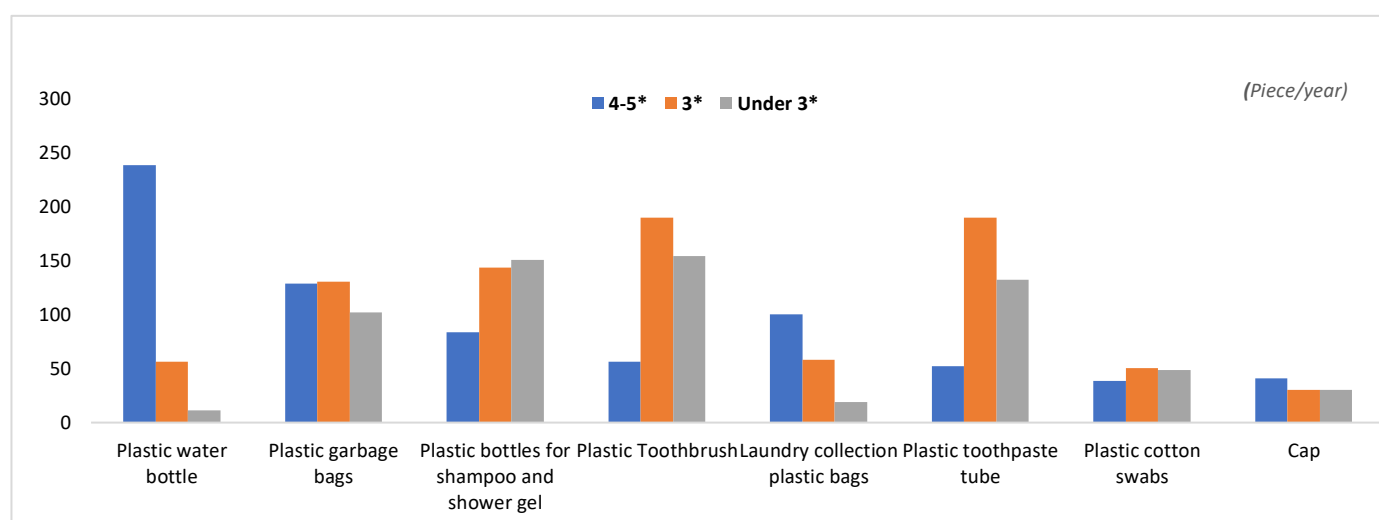 4-5* 3* Under 3*
(Piece/year)
300
250
200
150
100
50
0
Plastic water
bottle
Plastic garbage
bags
Plastic bottles for
shampoo and
shower gel
Plastic Toothbrush
Laundry collection
plastic bags
Plastic toothpaste
tube
Plastic cotton
swabs
Cap